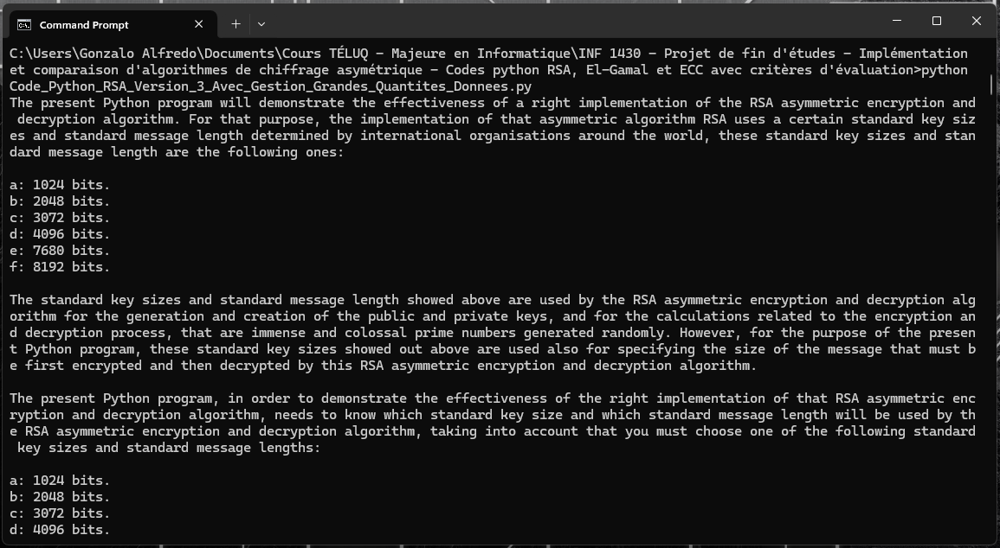 Command Prompt
C:\Users\Gonzalo Alfredo\Documents\Cours TÉLUQ - Majeure en Informatique\INF 1430 - Projet de fin d'études - Implémentation
et comparaison d'algorithmes de chiffrage asymétrique - Codes python RSA, El-Gamal et ECC avec critères d'évaluation>python
Code_Python_RSA_Version_3_Avec_Gestion_Grandes_Quantites_Donnees.py
The present Python program will demonstrate the effectiveness of a right implementation of the RSA asymmetric encryption and
 decryption algorithm. For that purpose, the implementation of that asymmetric algorithm RSA uses a certain standard key siz
es and standard message length determined by international organisations around the world, these standard key sizes and stan
dard message length are the following ones:

a: 1024 bits.
b: 2048 bits.
c: 3072 bits.
d: 4096 bits.
e: 7680 bits.
f: 8192 bits.

The standard key sizes and standard message length showed above are used by the RSA asymmetric encryption and decryption alg
orithm for the generation and creation of the public and private keys, and for the calculations related to the encryption an
d decryption process, that are immense and colossal prime numbers generated randomly. However, for the purpose of the presen
t Python program, these standard key sizes showed out above are used also for specifying the size of the message that must b
e first encrypted and then decrypted by this RSA asymmetric encryption and decryption algorithm.

The present Python program, in order to demonstrate the effectiveness of the right implementation of that RSA asymmetric enc
ryption and decryption algorithm, needs to know which standard key size and which standard message length will be used by th
e RSA asymmetric encryption and decryption algorithm, taking into account that you must choose one of the following standard
 key sizes and standard message lengths:

a: 1024 bits.
b: 2048 bits.
c: 3072 bits.
d: 4096 bits.